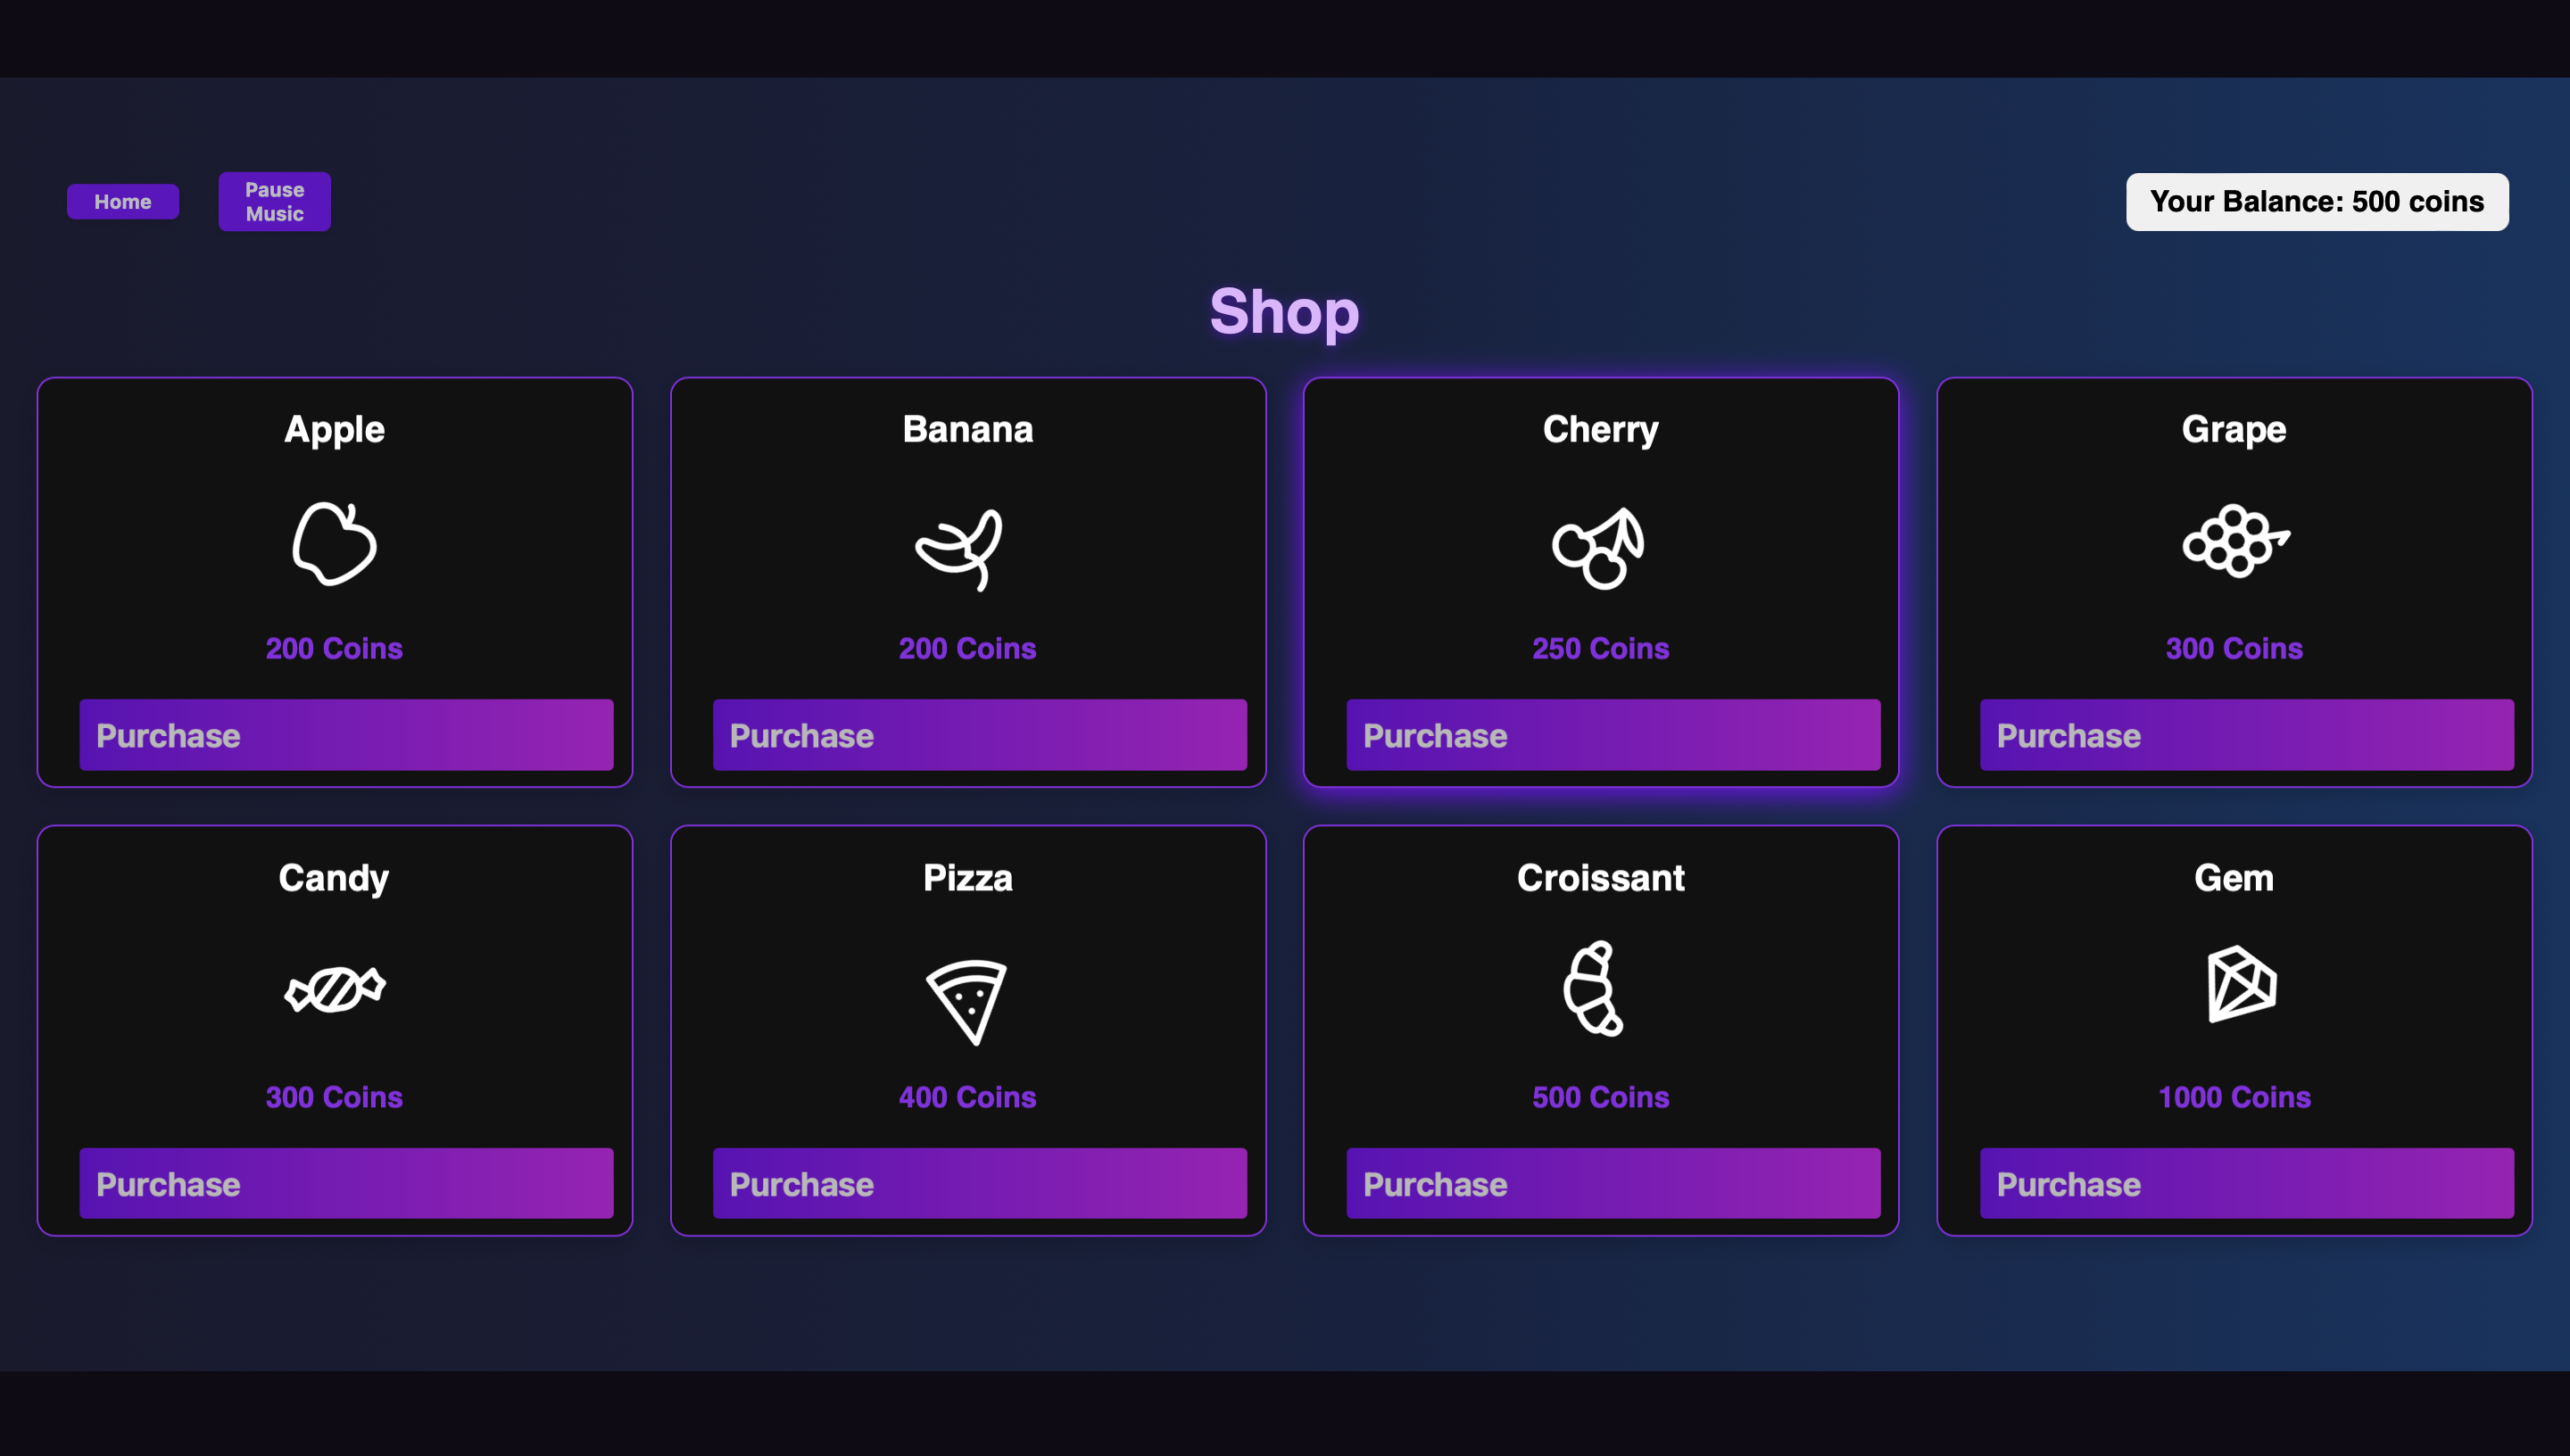 Home
Pause
Music
Your Balance: 500 coins
Shop
Apple
200 Coins
Purchase
Banana
200 Coins
Purchase
Cherry
250 Coins
Purchase
Grape
300 Coins
Purchase
Candy
300 Coins
Purchase
Pizza
400 Coins
Purchase
Croissant
500 Coins
Purchase
Gem
1000 Coins
Purchase